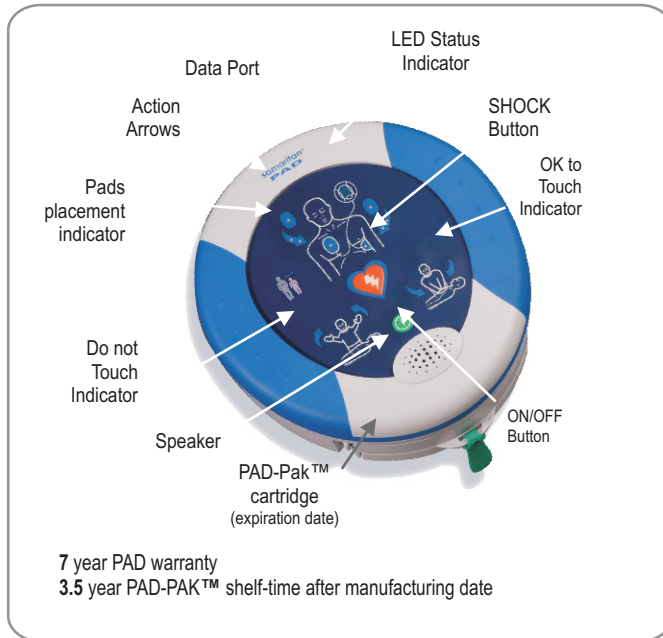 LED Status
Indicator
Data Port
Action
Arrows
SHOCK
Button
samaritan®
PAD
OK to
Touch
Indicator
Pads
placement
indicator
Do not
Touch
Indicator
Speaker
ON/OFF
Button
PAD-Pak™
cartridge
(expiration date)
7 year PAD warranty
3.5 year PAD-PAK™ shelf-time after manufacturing date